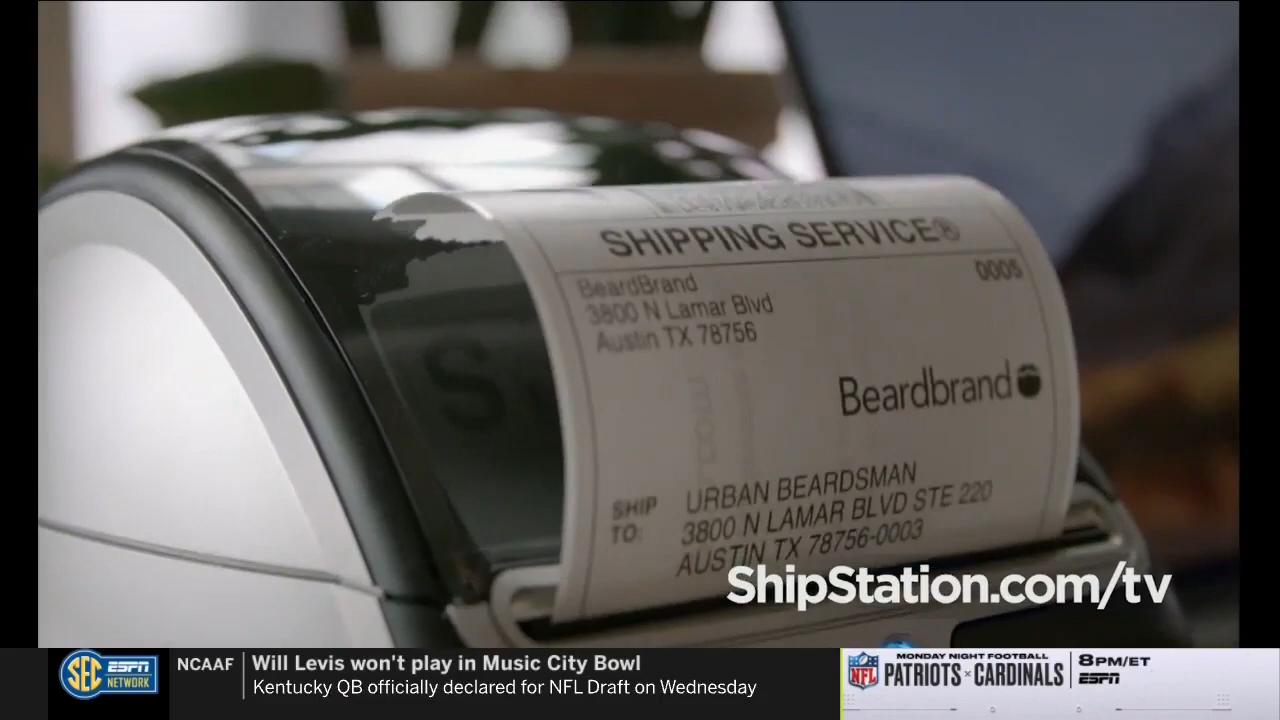 SHIPPING SERVICE®
0005
BeardBrand
3800 N Lamar Blvd
Austin TX 78756
Beardbrand
SHIP TO:
URBAN BEARDSMAN
3800 N LAMAR BLVD STE 220
AUSTIN TX 78756-0003
ShipStation.com/tv
SEC ESPN NETWORK
NCAAF
Will Levis won't play in Music City Bowl
Kentucky QB officially declared for NFL Draft on Wednesday
NFL
MONDAY NIGHT FOOTBALL
PATRIOTS x CARDINALS
8PM/ET
ESPN